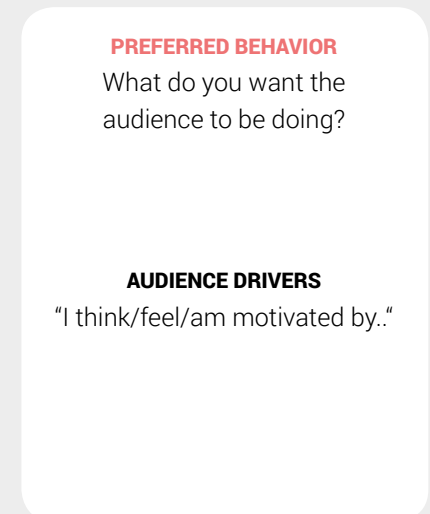 PREFERRED BEHAVIOR
What do you want the
audience to be doing?
AUDIENCE DRIVERS
“I think/feel/am motivated by..“